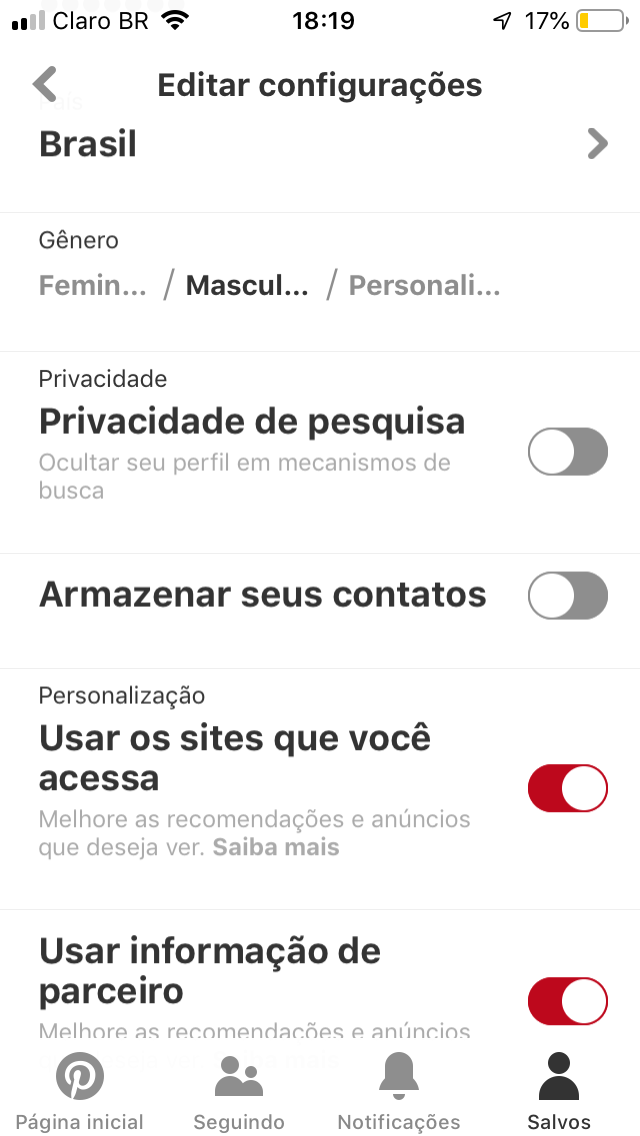 Claro BR 18:19 17%
País
Editar configurações
Brasil
Gênero
Femin... / Mascul... / Personali...
Privacidade
Privacidade de pesquisa
Ocultar seu perfil em mecanismos de
busca
Armazenar seus contatos
Personalização
Usar os sites que você
acessa
Melhore as recomendações e anúncios
que deseja ver. Saiba mais
Usar informação de
parceiro
Melhore as recomendações e anúncios
Página inicial Seguindo Notificações Salvos